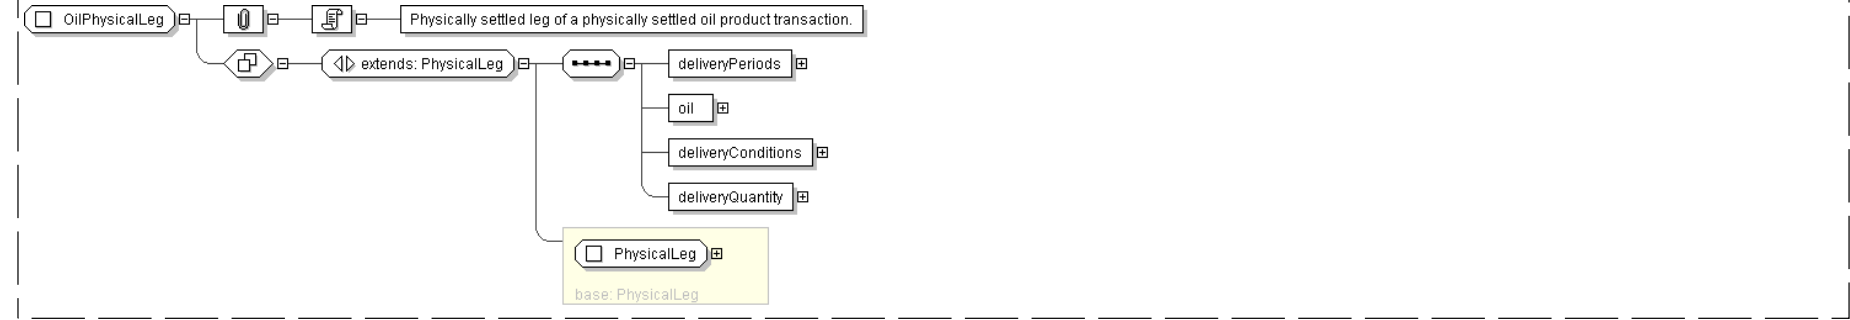 OilPhysicalLeg
Physically settled leg of a physically settled oil product transaction.
extends: PhysicalLeg
deliveryPeriods
oil
deliveryConditions
deliveryQuantity
PhysicalLeg
base: PhysicalLeg